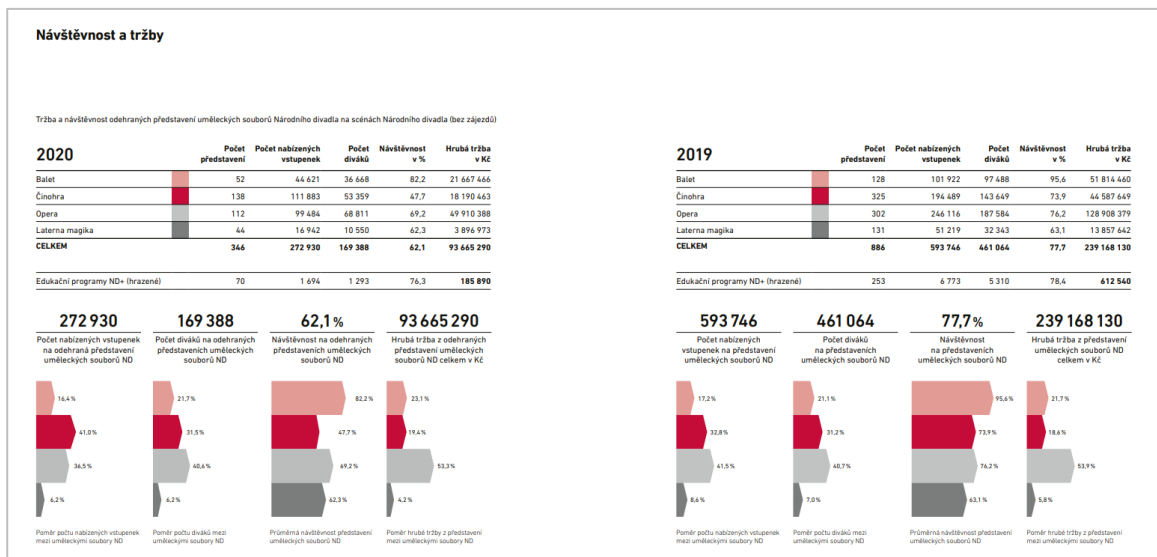 Návštěvnost a tržby
Tržba a návštěvnost odehraných představení uměleckých souborů Národního divadla na scénách Národního divadla (bez zájezdů)
2020 Počet představení Počet nabízených vstupenek Počet diváků Návštěvnost v % Hrubá tržba v Kč
Balet 52 44 621 36 668 82,2 21 667 466
Činohra 138 111 883 53 359 47,7 18 190 463
Opera 112 99 484 68 811 69,2 49 910 388
Laterna magika 44 16 942 10 550 62,3 3 896 973
CELKEM 346 272 930 169 388 62,1 93 665 290
Edukační programy ND+ (hrazené) 70 1 694 1 293 76,3 185 890
272 930 169 388 62,1 % 93 665 290
Počet nabízených vstupenek
na odehraná představení
uměleckých souborů ND
Počet diváků na odehraných
představeních uměleckých
souborů ND
Návštěvnost na odehraných
představeních uměleckých
souborů ND
Hrubá tržba z odehraných
představení uměleckých
souborů ND celkem v Kč
16,4 % 21,7 % 82,2 % 23,1 %
41,0 % 31,5 % 47,7 % 19,4 %
36,5 % 40,6 % 69,2 % 53,3 %
6,2 % 6,2 % 62,3 % 4,2 %
Poměr počtu nabízených vstupenek
mezi uměleckými soubory ND
Poměr počtu diváků mezi
uměleckými soubory ND
Průměrná návštěvnost představení
uměleckých souborů ND
Poměr hrubé tržby z představení
mezi uměleckými soubory ND
2019 Počet představení Počet nabízených vstupenek Počet diváků Návštěvnost v % Hrubá tržba v Kč
Balet 128 101 922 97 488 95,6 51 814 460
Činohra 325 194 489 143 649 73,9 44 587 649
Opera 302 246 116 187 584 76,2 128 908 379
Laterna magika 131 51 219 32 343 63,1 13 857 642
CELKEM 886 593 746 461 064 77,7 239 168 130
Edukační programy ND+ (hrazené) 253 6 773 5 310 78,4 612 540
593 746 461 064 77,7 % 239 168 130
Počet nabízených
vstupenek na představení
uměleckých souborů ND
Počet diváků
na představeních
uměleckých souborů ND
Návštěvnost
na představeních
uměleckých souborů ND
Hrubá tržba z představení
uměleckých souborů ND
celkem v Kč
17,2 % 21,1 % 95,6 % 21,7 %
32,8 % 31,2 % 73,9 % 18,6 %
41,5 % 40,7 % 76,2 % 53,9 %
8,6 % 7,0 % 63,1 % 5,8 %
Poměr počtu nabízených vstupenek
mezi uměleckými soubory ND
Poměr počtu diváků mezi
uměleckými soubory ND
Průměrná návštěvnost představení
uměleckých souborů ND
Poměr hrubé tržby z představení
mezi uměleckými soubory ND